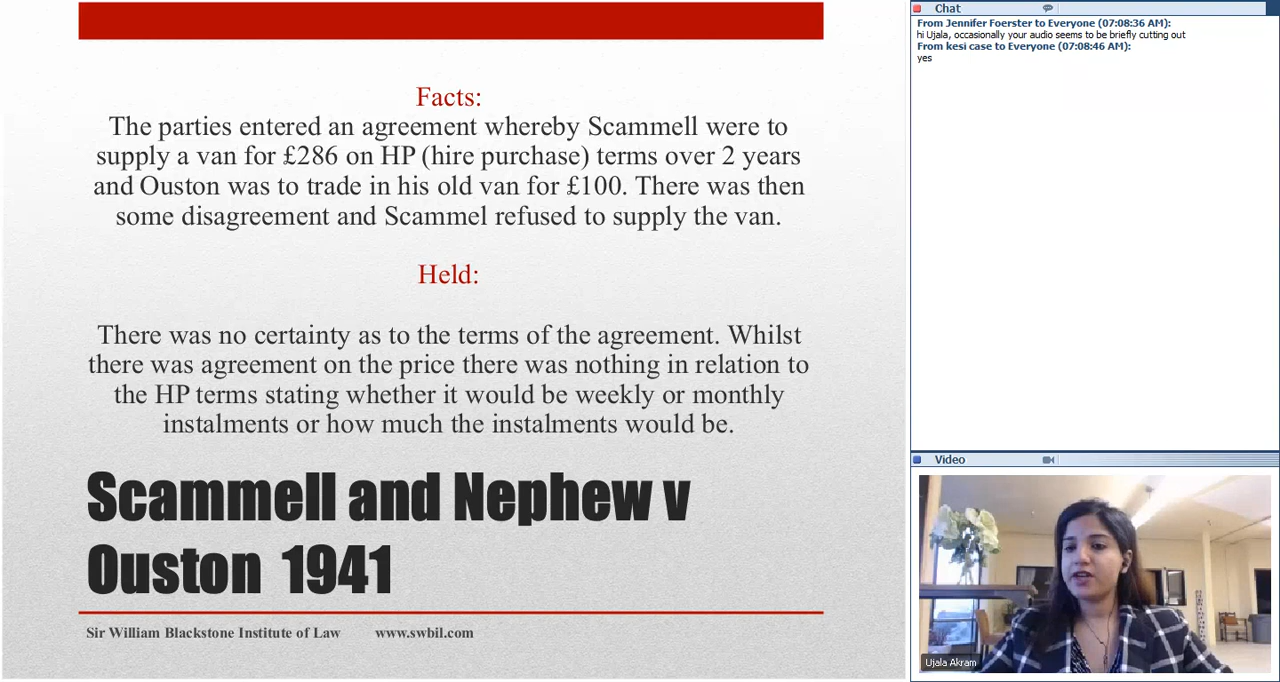 Facts:
The parties entered an agreement whereby Scammell were to
supply a van for £286 on HP (hire purchase) terms over 2 years
and Ouston was to trade in his old van for £100. There was then
some disagreement and Scammel refused to supply the van.
Held:
There was no certainty as to the terms of the agreement. Whilst
there was agreement on the price there was nothing in relation to
the HP terms stating whether it would be weekly or monthly
instalments or how much the instalments would be.
Scammell and Nephew v
Ouston 1941
Sir William Blackstone Institute of Law www.swbil.com
Chat
From Jennifer Foerster to Everyone (07:08:36 AM):
hi Ujala, occasionally your audio seems to be briefly cutting out
From kesi case to Everyone (07:08:46 AM):
yes
Video
Ujala Akram